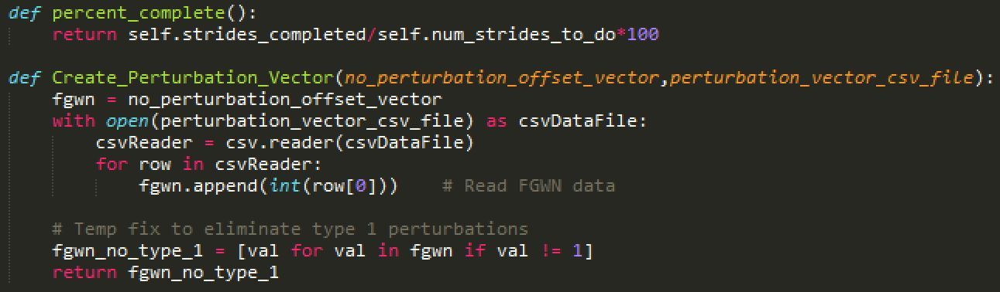 def percent_complete():
    return self.strides_completed/self.num_strides_to_do*100

def Create_Perturbation_Vector(no_perturbation_offset_vector,perturbation_vector_csv_file):
    fgwn = no_perturbation_offset_vector
    with open(perturbation_vector_csv_file) as csvDataFile:
        csvReader = csv.reader(csvDataFile)
        for row in csvReader:
            fgwn.append(int(row[0]))    # Read FGWN data

    # Temp fix to eliminate type 1 perturbations
    fgwn_no_type_1 = [val for val in fgwn if val != 1]
    return fgwn_no_type_1